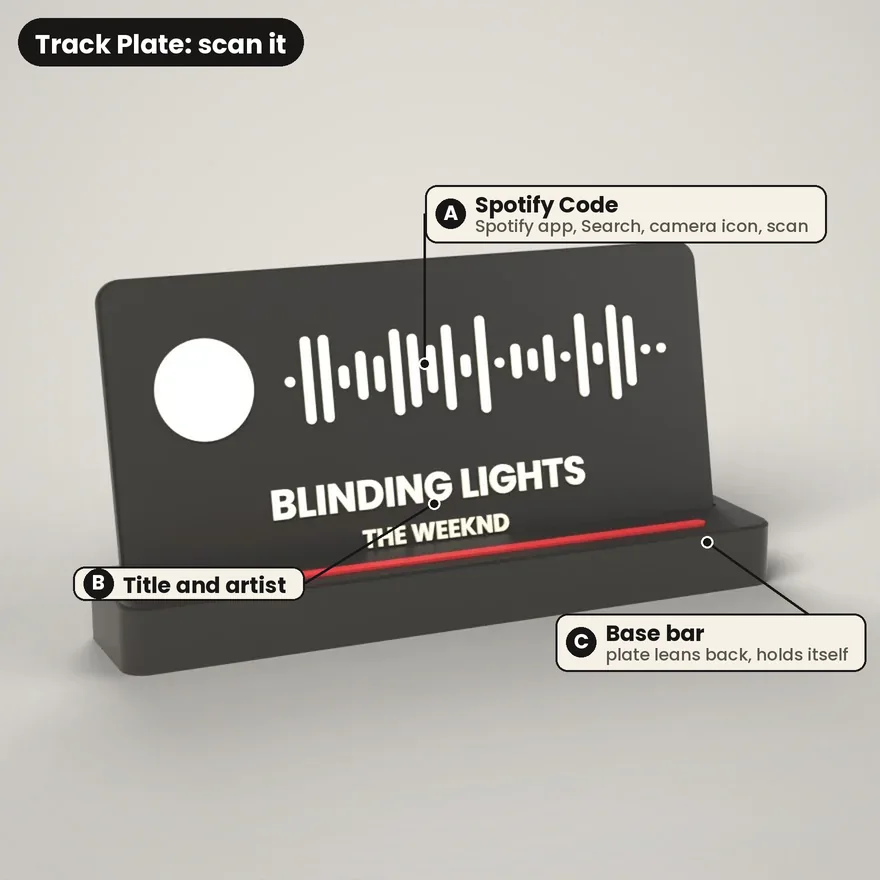 Track Plate: scan it
A Spotify Code
Spotify app, Search, camera icon, scan
BLINDING LIGHTS
THE WEEKND
B Title and artist
C Base bar
plate leans back, holds itself